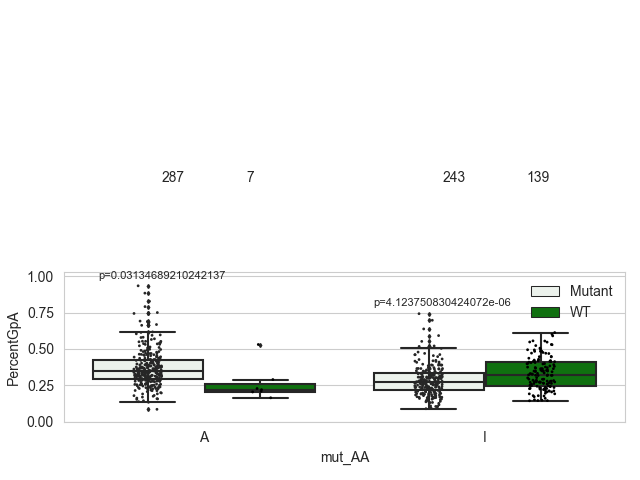 287 7 243 139
p=0.03134689210242137
p=4.123750830424072e-06
Mutant
WT
1.00
0.75
0.50
0.25
0.00
PercentGpA
A I
mut_AA